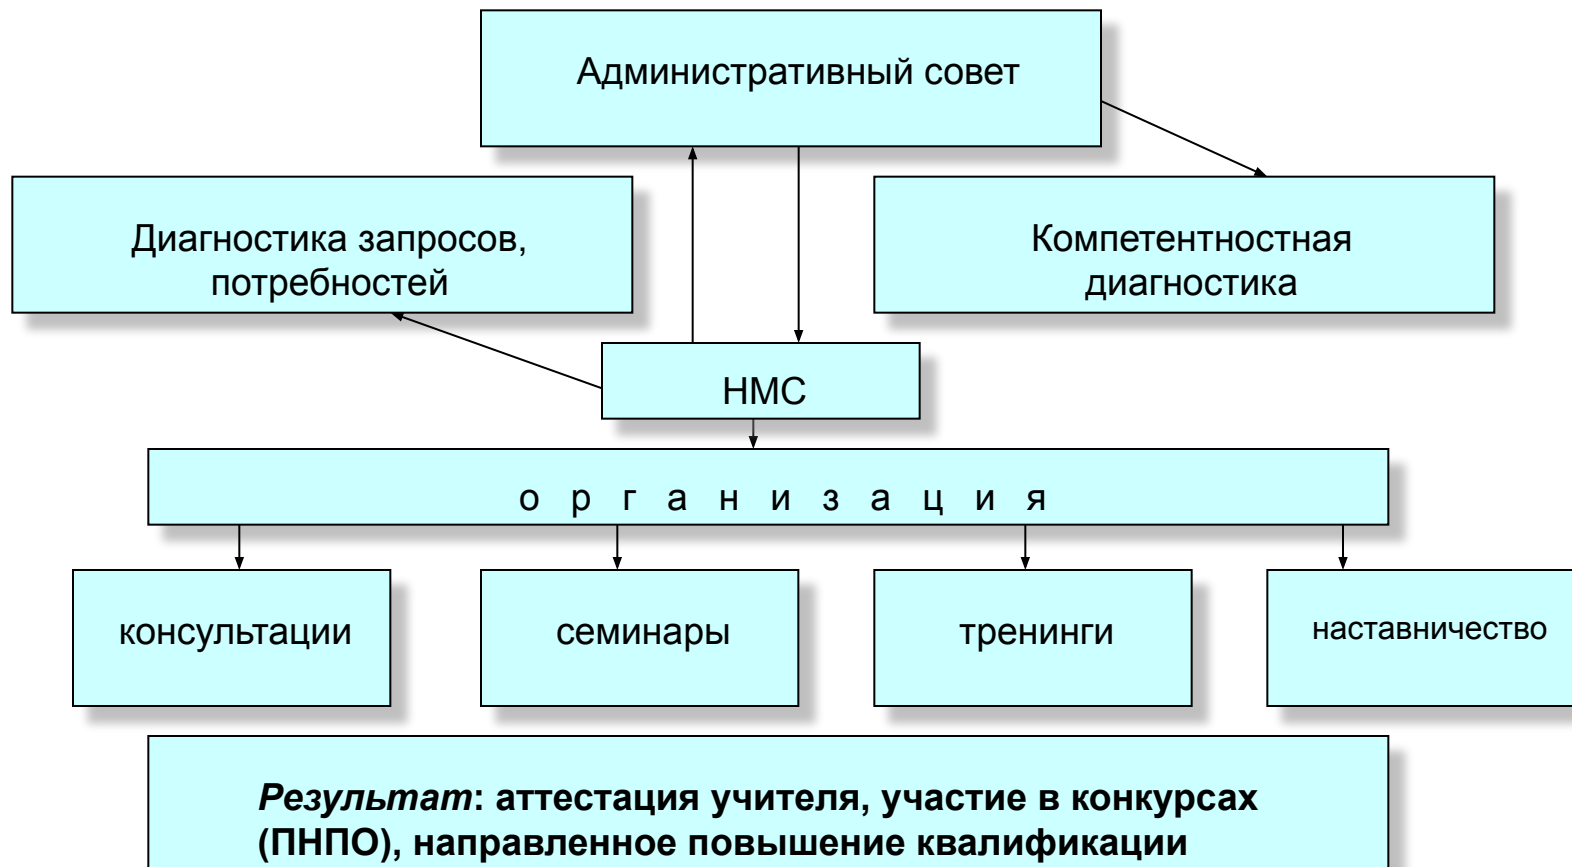 Административный совет
Диагностика запросов,
потребностей
Компетентностная
диагностика
НМС
о р г а н и з а ц и я
консультации
семинары
тренинги
наставничество
Результат: аттестация учителя, участие в конкурсах
(ПНПО), направленное повышение квалификации